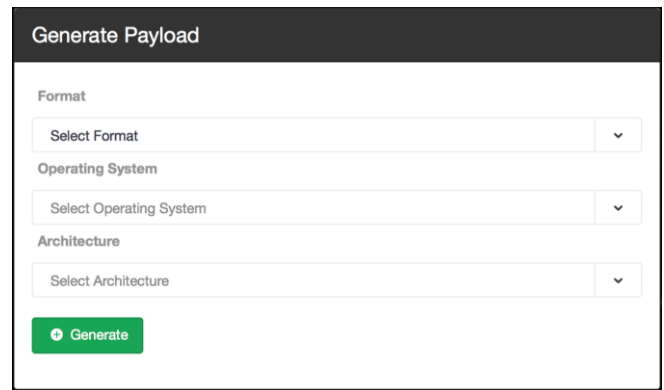 Generate Payload
Format
Select Format
Operating System
Select Operating System
Architecture
Select Architecture
Generate